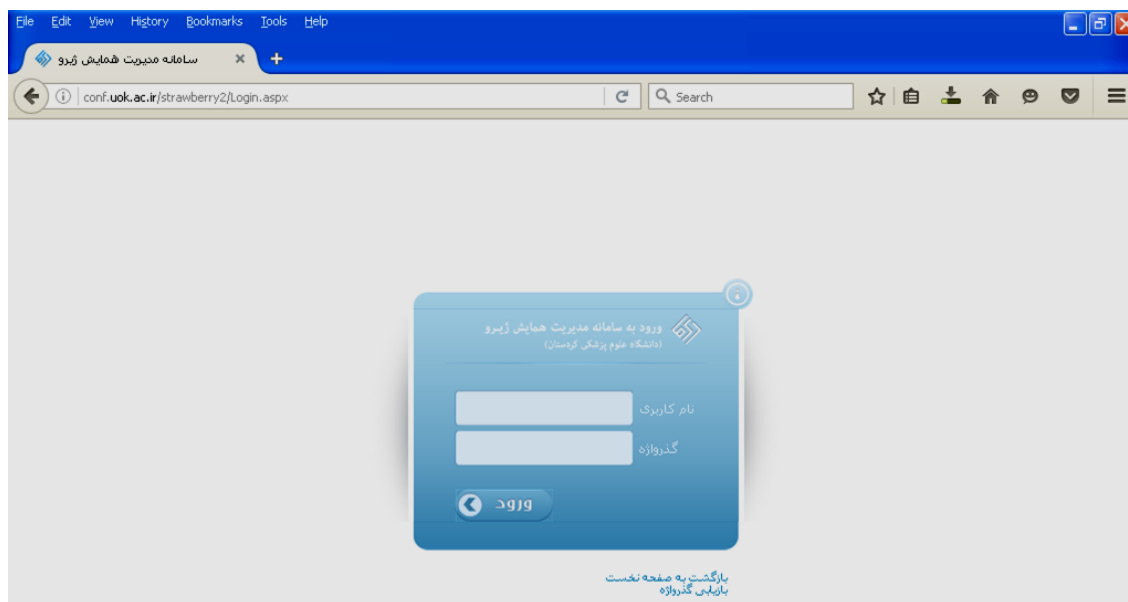 File Edit View History Bookmarks Tools Help
سامانه مدیریت همایش ژیرو
conf.uok.ac.ir/strawberry2/Login.aspx
Search
ورود به سامانه مدیریت همایش ژیـرو
(دانشگاه علوم پزشکی کردستان)
نام کاربری
گذرواژه
ورود
بازگشت به صفحه نخست
بازیابی گذرواژه